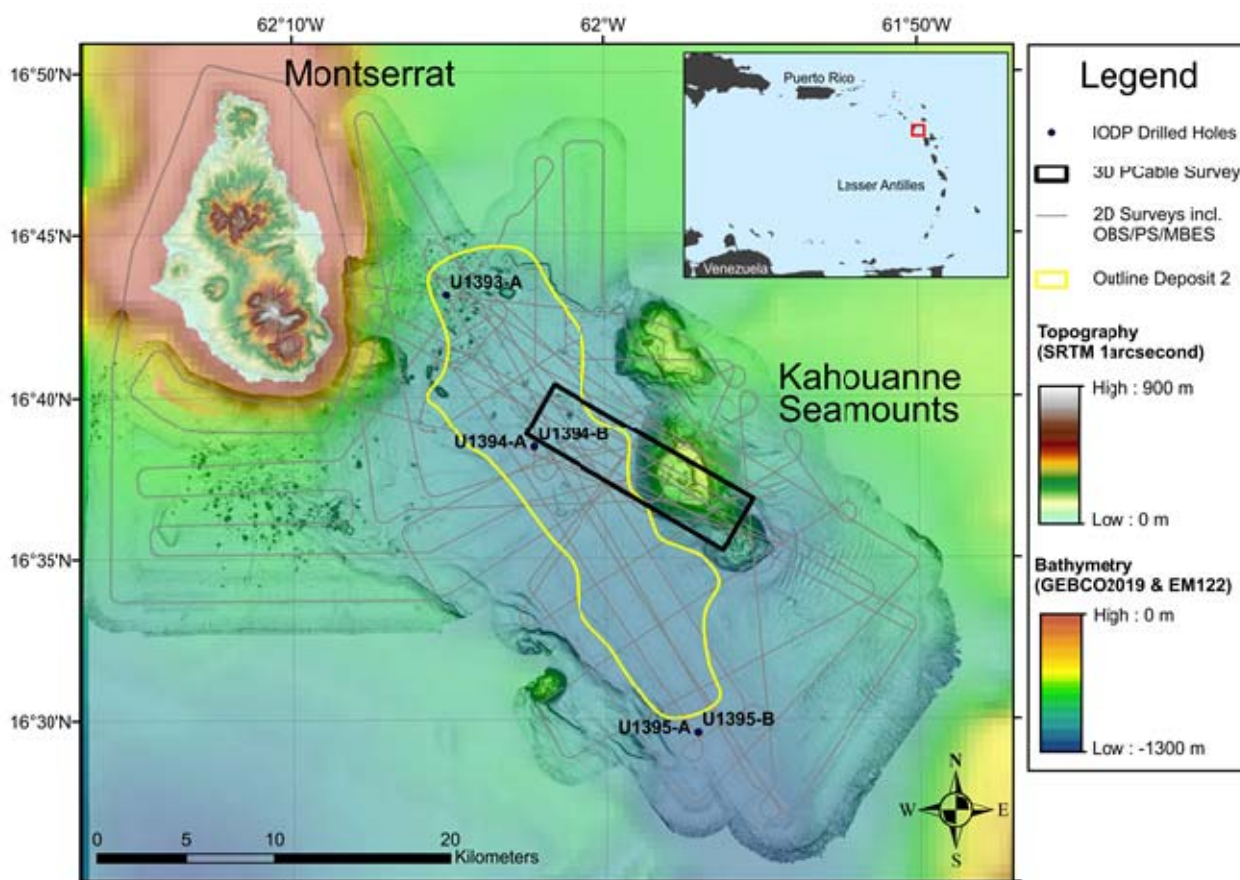 62°10'W
62°W
61°50'W
16°50'N
16°45'N
16°40'N
16°35'N
16°30'N
Montserrat
Puerto Rico
Lesser Antilles
Venezuela
U1393-A
Kahouanne
Seamounts
U1394-A
U1394-B
U1395-A
U1395-B
0
5
10
20
Kilometers
N
W
E
S
Legend
IODP Drilled Holes
3D PCable Survey
2D Surveys incl.
OBS/PS/MBES
Outline Deposit 2
Topography
(SRTM 1arcsecond)
High : 900 m
Low : 0 m
Bathymetry
(GEBCO2019 & EM122)
High : 0 m
Low : -1300 m